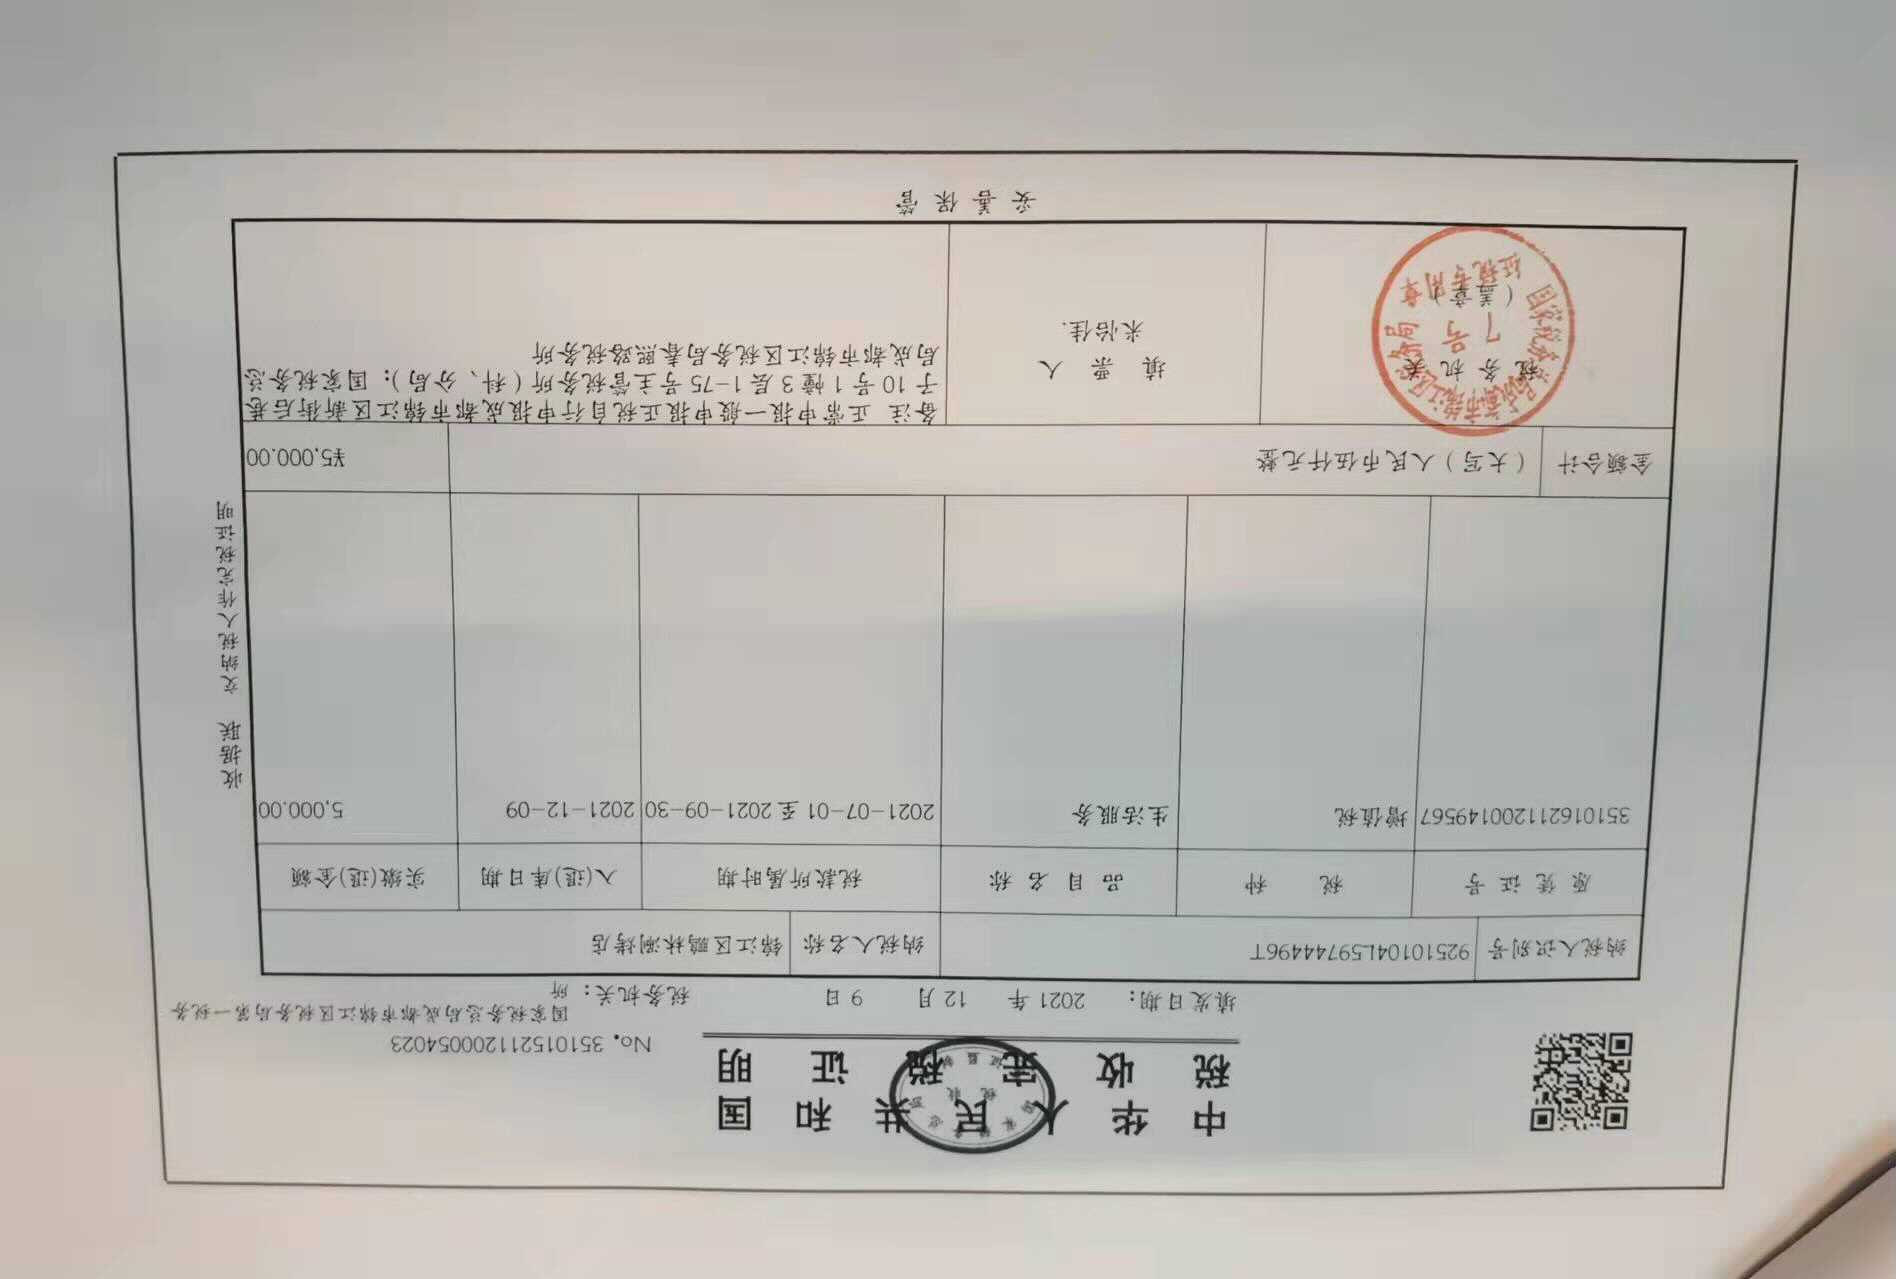 中华人民共和国
税收完税证明
国家税务总局
税收
No. 351015211200054023
填发日期： 2021 年 12 月 9 日
税务机关： 国家税务总局成都市锦江区税务局第一税务
所
纳税人识别号 92510104L59744496T 纳税人名称 锦江区鹏林涮烤店
原凭证号 税种 品目名称 税款所属时期 入(退)库日期 实缴(退)金额
351016211200149567 增值税 生活服务 2021-07-01 至 2021-09-30 2021-12-09 5,000.00
金额合计 （大写）人民币伍仟元整 ¥5,000.00
税务机关
（盖章）
国家税务总局成都市锦江区税务局
7号
征税专用章
填票人
米怡佳.
备注 正常申报一般申报正税自行申报成都市锦江区新街后巷
子10号1幢3层1-75号主管税务所（科、分局）：国家税务总
局成都市锦江区税务局春熙路税务所
收据联 交纳税人作完税证明
妥善保管